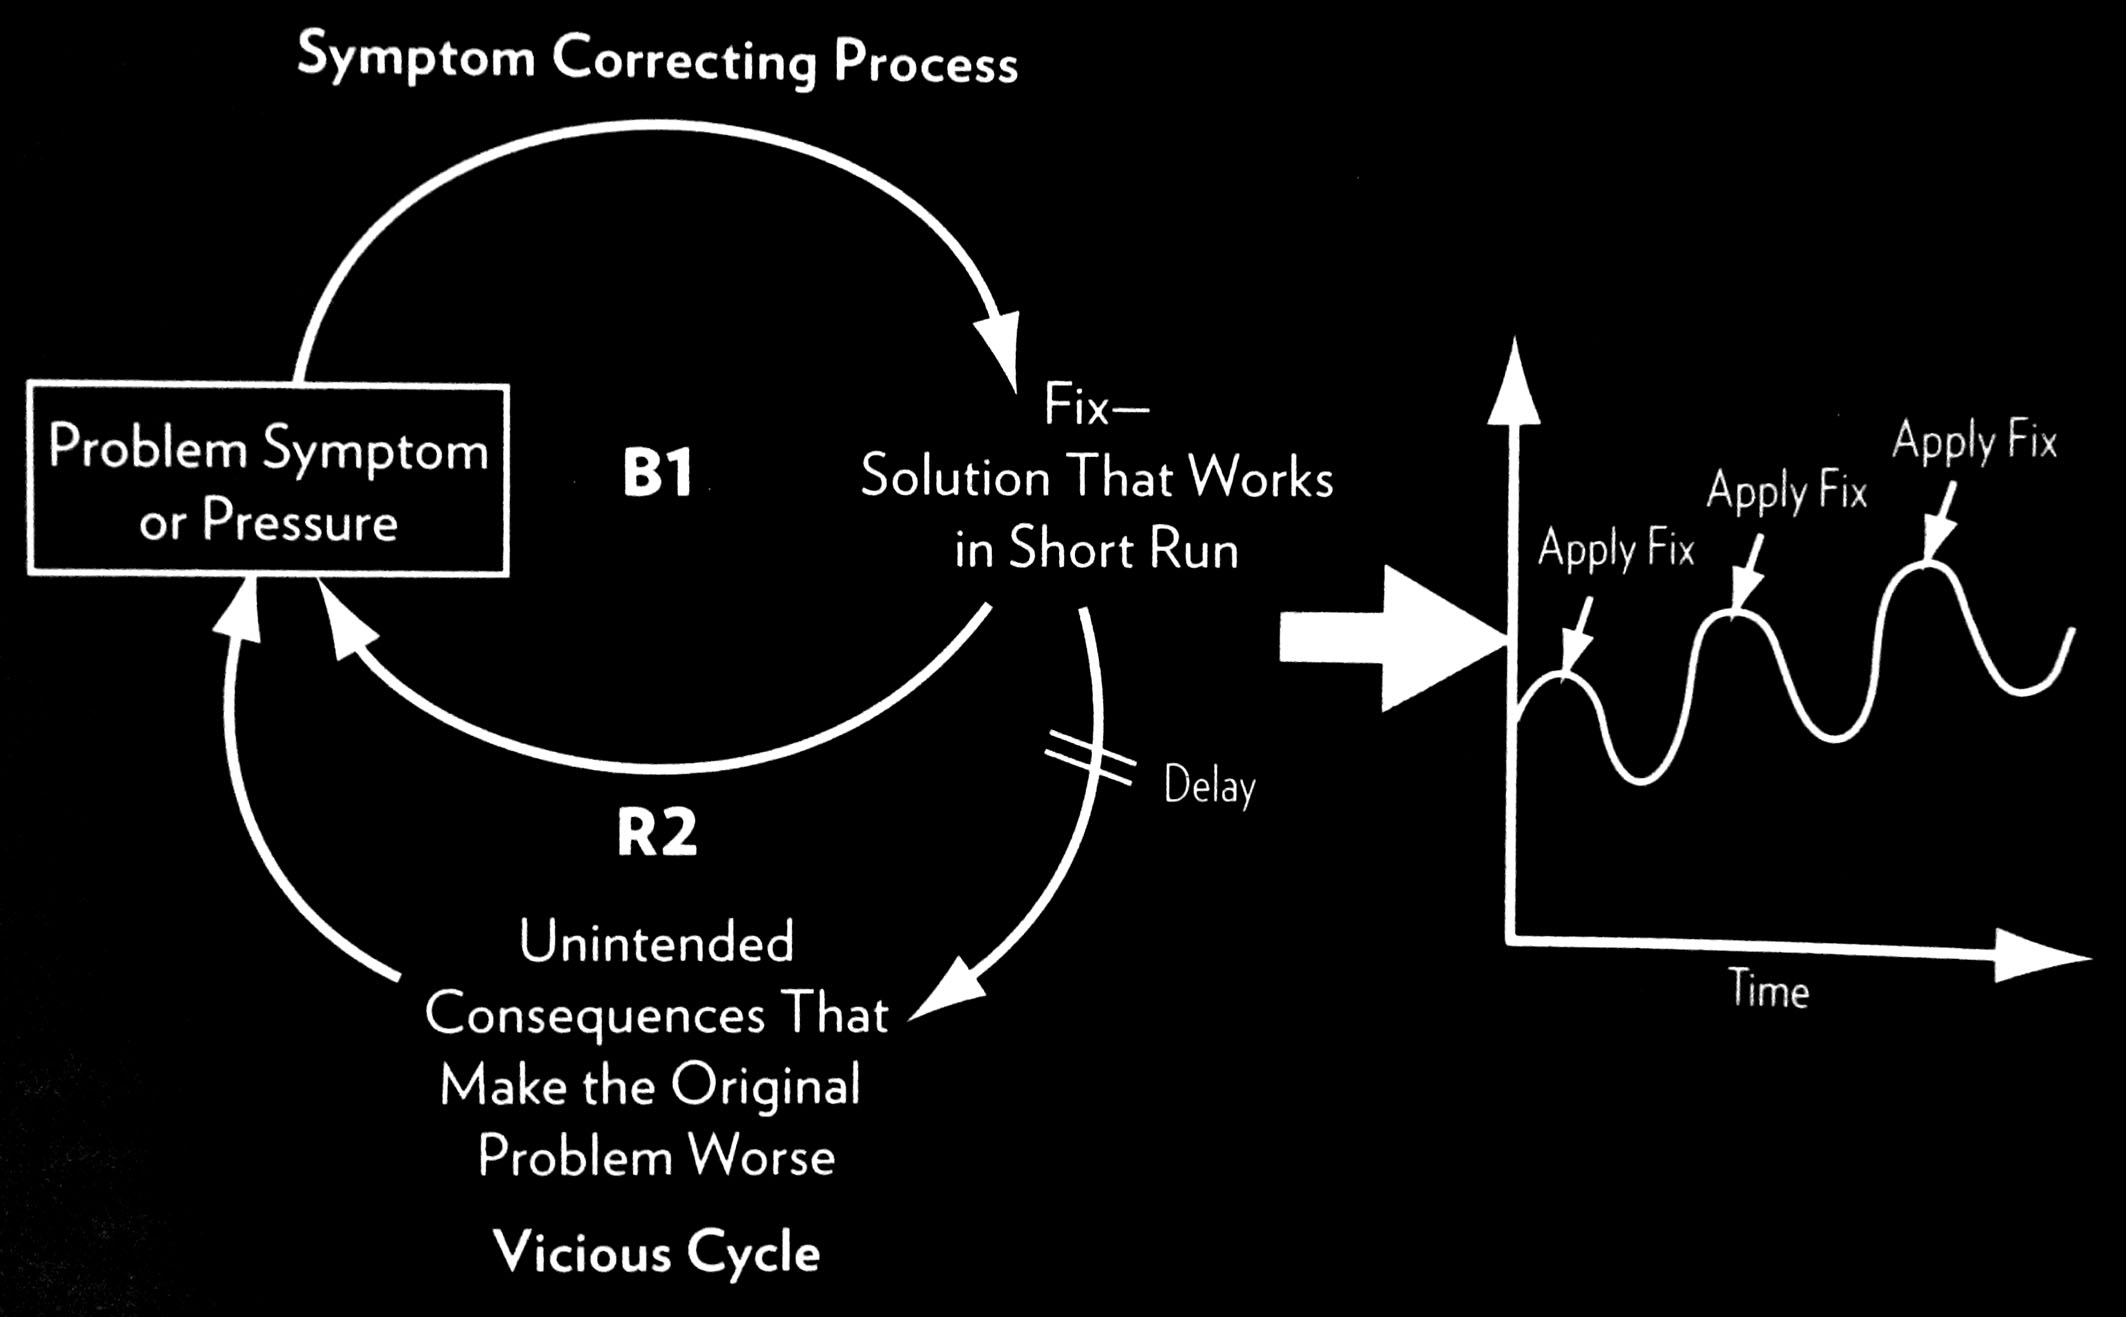 Symptom Correcting Process
Problem Symptom
or Pressure
B1
Fix—
Solution That Works
in Short Run
R2
Delay
Unintended
Consequences That
Make the Original
Problem Worse
Vicious Cycle
Apply Fix
Apply Fix
Apply Fix
Time